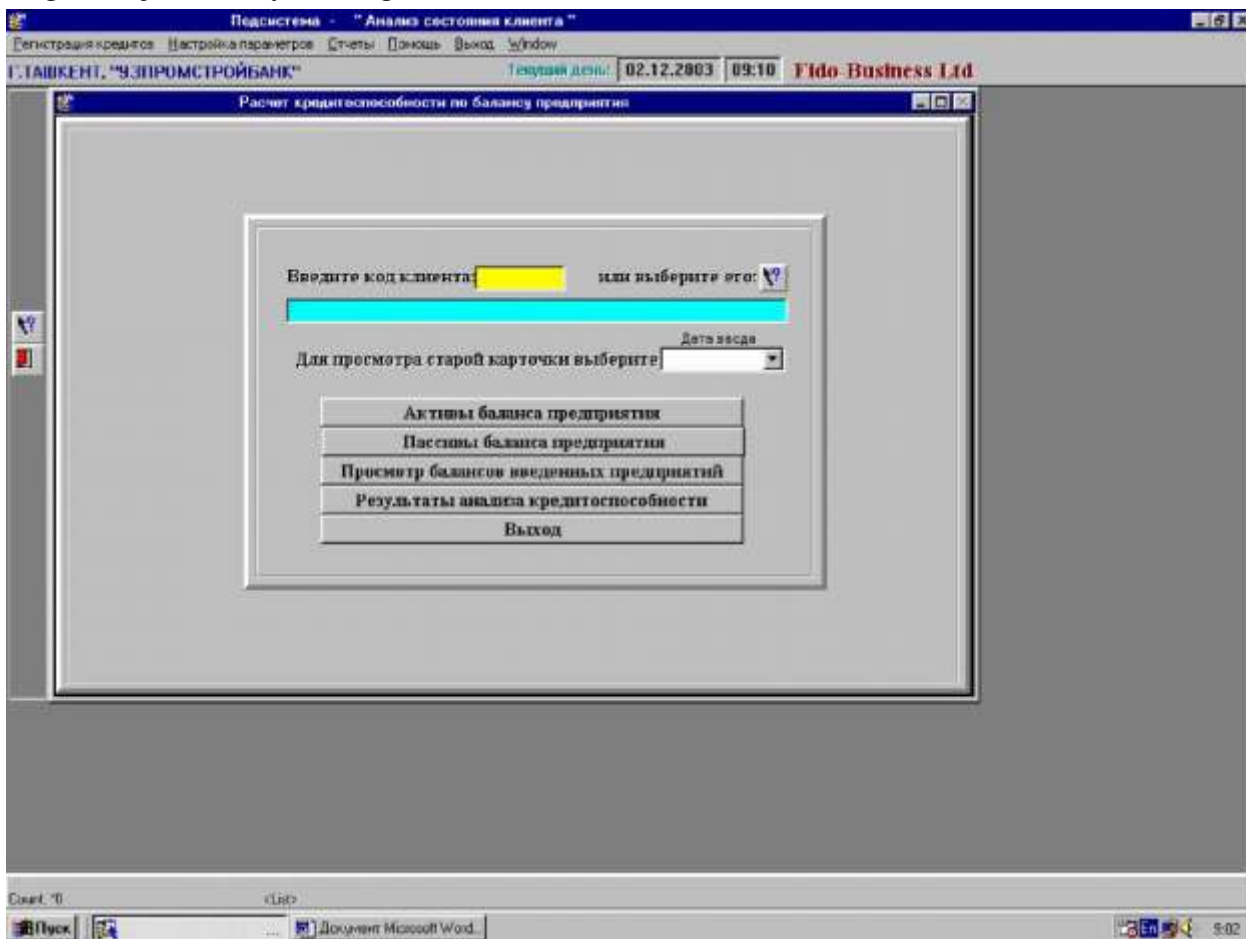 Подсистема - " Анализ состояния клиента "
Регистрация кредитов Настройка параметров Отчеты Помощь Выход Window
Г.ТАШКЕНТ, "УЗПРОМСТРОЙБАНК" Текущий день: 02.12.2003 09:10 Fido-Business Ltd
Расчет кредитоспособности по балансу предприятия
Введите код клиента: или выберите его:
Дата ввода
Для просмотра старой карточки выберите
Активы баланса предприятия
Пассивы баланса предприятия
Просмотр балансов введенных предприятий
Результаты анализа кредитоспособности
Выход
Count: *0 <List>
Пуск ... Документ Microsoft Word... En 9:02